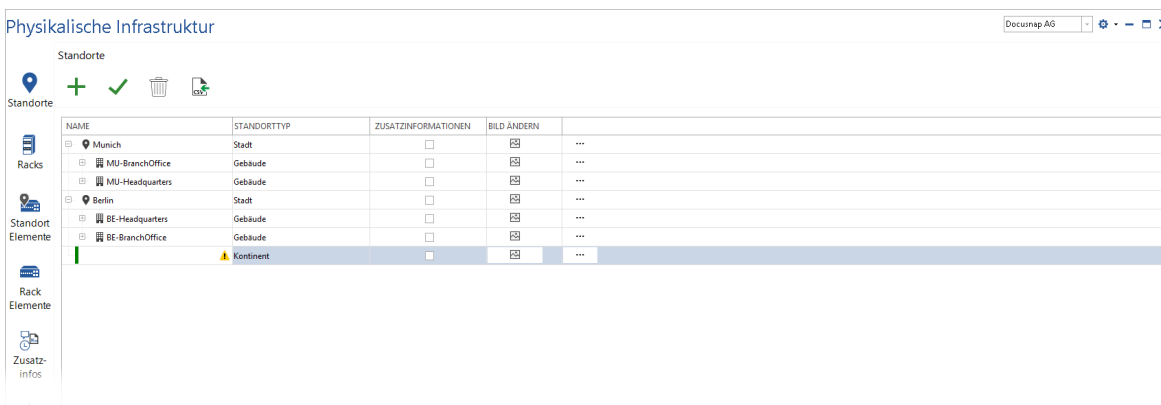 Physikalische Infrastruktur
Docusnap AG
Standorte
Standorte
CSV
NAME STANDORTTYP ZUSATZINFORMATIONEN BILD ÄNDERN
Munich Stadt ...
MU-BranchOffice Gebäude ...
MU-Headquarters Gebäude ...
Berlin Stadt ...
BE-Headquarters Gebäude ...
BE-BranchOffice Gebäude ...
Kontinent ...
Racks
Standort
Elemente
Rack
Elemente
Zusatz-
infos